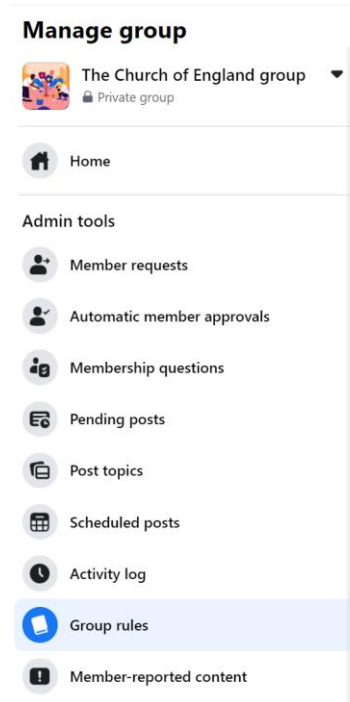 Manage group
The Church of England group
Private group
Home
Admin tools
Member requests
Automatic member approvals
Membership questions
Pending posts
Post topics
Scheduled posts
Activity log
Group rules
Member-reported content